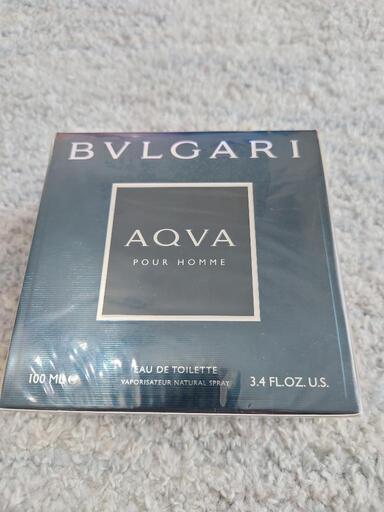 BVLGARI
AQVA
POUR HOMME
EAU DE TOILETTE
100 ML ℮ VAPORISATEUR NATURAL SPRAY 3.4 FL.OZ. U.S.